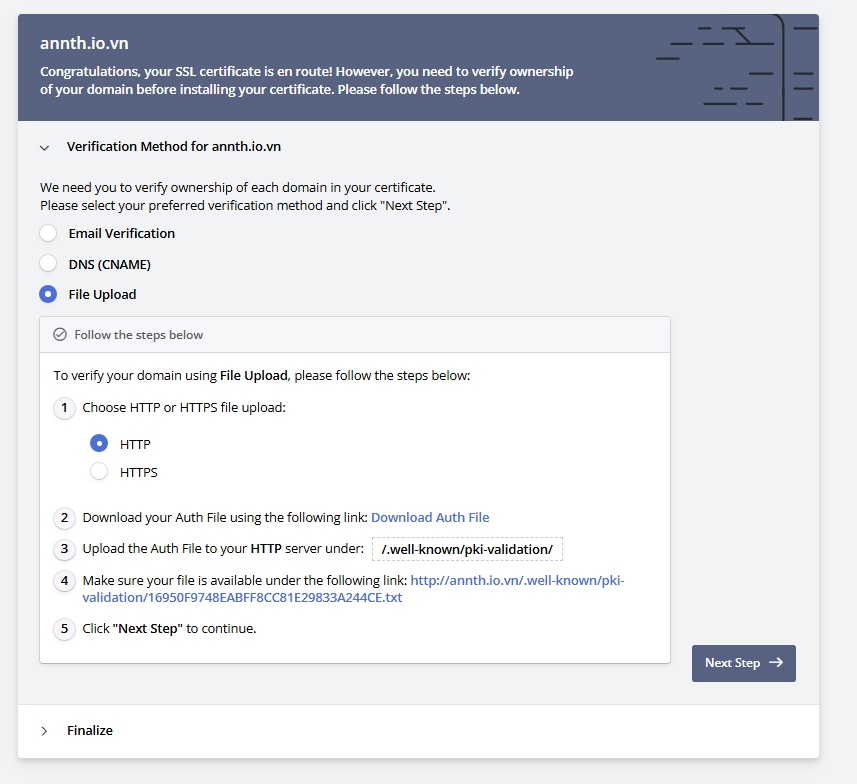 annth.io.vn
Congratulations, your SSL certificate is en route! However, you need to verify ownership
of your domain before installing your certificate. Please follow the steps below.
Verification Method for annth.io.vn
We need you to verify ownership of each domain in your certificate.
Please select your preferred verification method and click "Next Step".
Email Verification
DNS (CNAME)
File Upload
Follow the steps below
To verify your domain using File Upload, please follow the steps below:
1 Choose HTTP or HTTPS file upload:
HTTP
HTTPS
2 Download your Auth File using the following link: Download Auth File
3 Upload the Auth File to your HTTP server under: /.well-known/pki-validation/
4 Make sure your file is available under the following link: http://annth.io.vn/.well-known/pki-
validation/16950F9748EABFF8CC81E29833A244CE.txt
5 Click "Next Step" to continue.
Next Step
Finalize